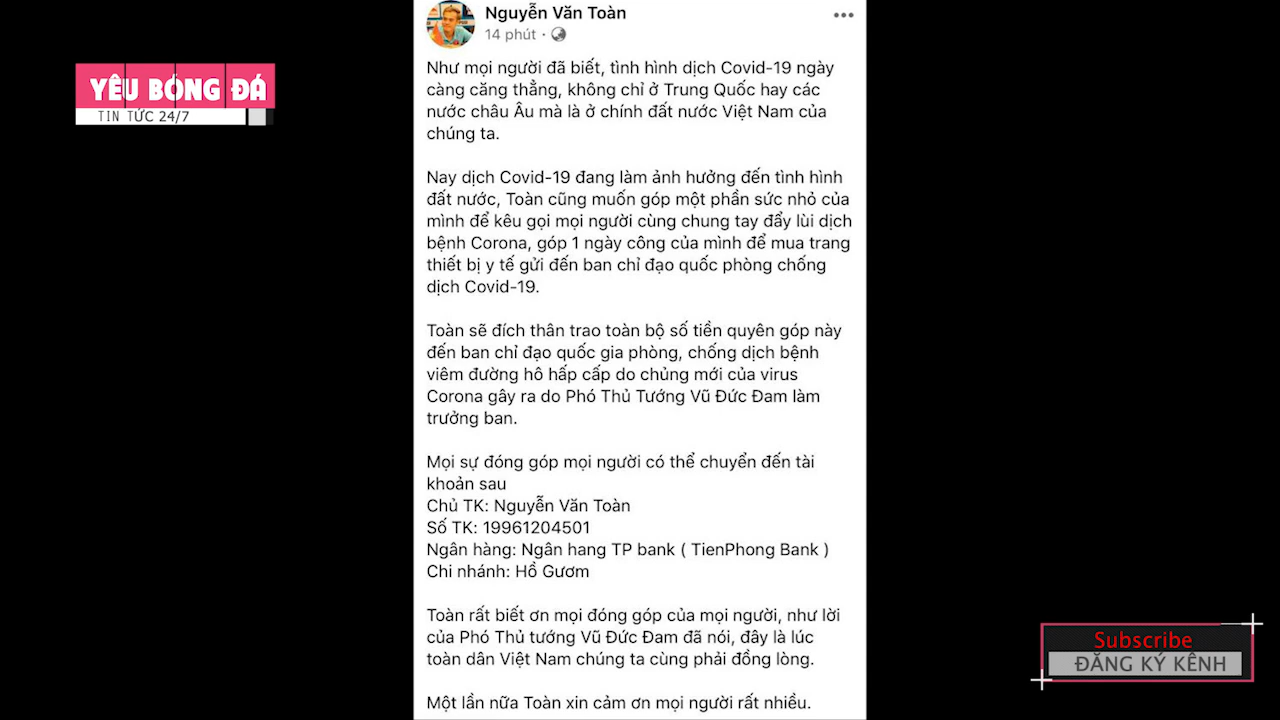 Nguyễn Văn Toàn
14 phút
YÊU BÓNG ĐÁ
TIN TỨC 24/7
Như mọi người đã biết, tình hình dịch Covid-19 ngày
càng căng thẳng, không chỉ ở Trung Quốc hay các
nước châu Âu mà là ở chính đất nước Việt Nam của
chúng ta.
Nay dịch Covid-19 đang làm ảnh hưởng đến tình hình
đất nước, Toàn cũng muốn góp một phần sức nhỏ của
mình để kêu gọi mọi người cùng chung tay đẩy lùi dịch
bệnh Corona, góp 1 ngày công của mình để mua trang
thiết bị y tế gửi đến ban chỉ đạo quốc phòng chống
dịch Covid-19.
Toàn sẽ đích thân trao toàn bộ số tiền quyên góp này
đến ban chỉ đạo quốc gia phòng, chống dịch bệnh
viêm đường hô hấp cấp do chủng mới của virus
Corona gây ra do Phó Thủ Tướng Vũ Đức Đam làm
trưởng ban.
Mọi sự đóng góp mọi người có thể chuyển đến tài
khoản sau
Chủ TK: Nguyễn Văn Toàn
Số TK: 19961204501
Ngân hàng: Ngân hang TP bank ( TienPhong Bank )
Chi nhánh: Hồ Gươm
Toàn rất biết ơn mọi đóng góp của mọi người, như lời
của Phó Thủ tướng Vũ Đức Đam đã nói, đây là lúc
toàn dân Việt Nam chúng ta cùng phải đồng lòng.
Một lần nữa Toàn xin cảm ơn mọi người rất nhiều.
Subscribe
ĐĂNG KÝ KÊNH